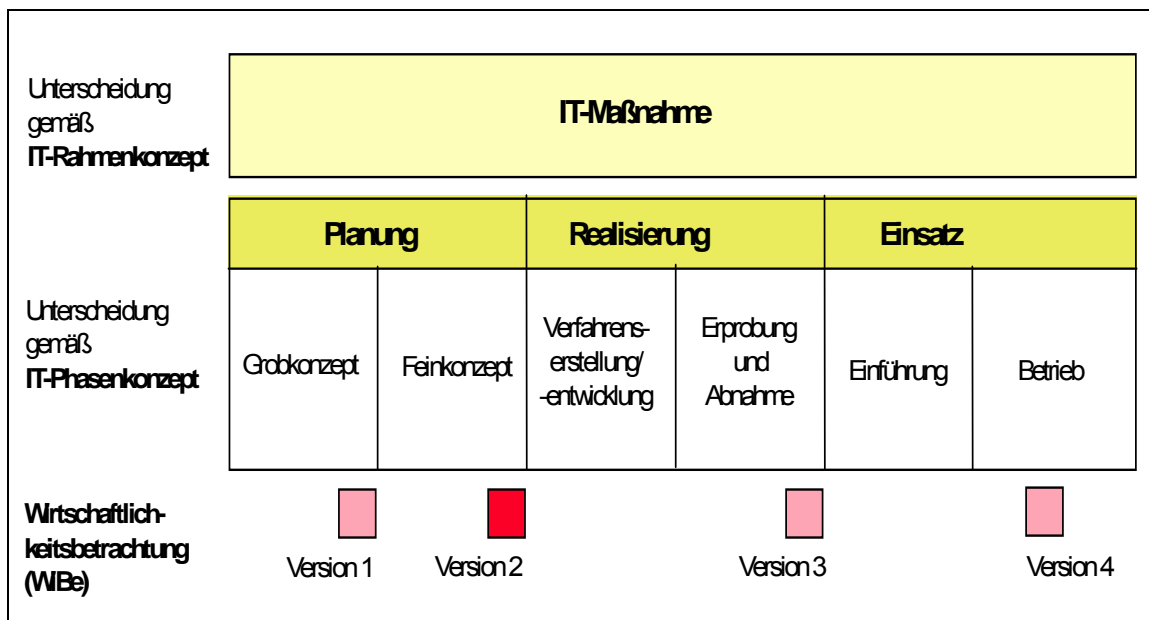 Unterscheidung
gemäß
IT-Rahmenkonzept
IT-Maßnahme
Planung
Realisierung
Einsatz
Unterscheidung
gemäß
IT-Phasenkonzept
Grobkonzept
Feinkonzept
Verfahrens-
erstellung/
-entwicklung
Erprobung
und
Abnahme
Einführung
Betrieb
Wirtschaftlich-
keitsbetrachtung
(WiBe)
Version 1
Version 2
Version 3
Version 4